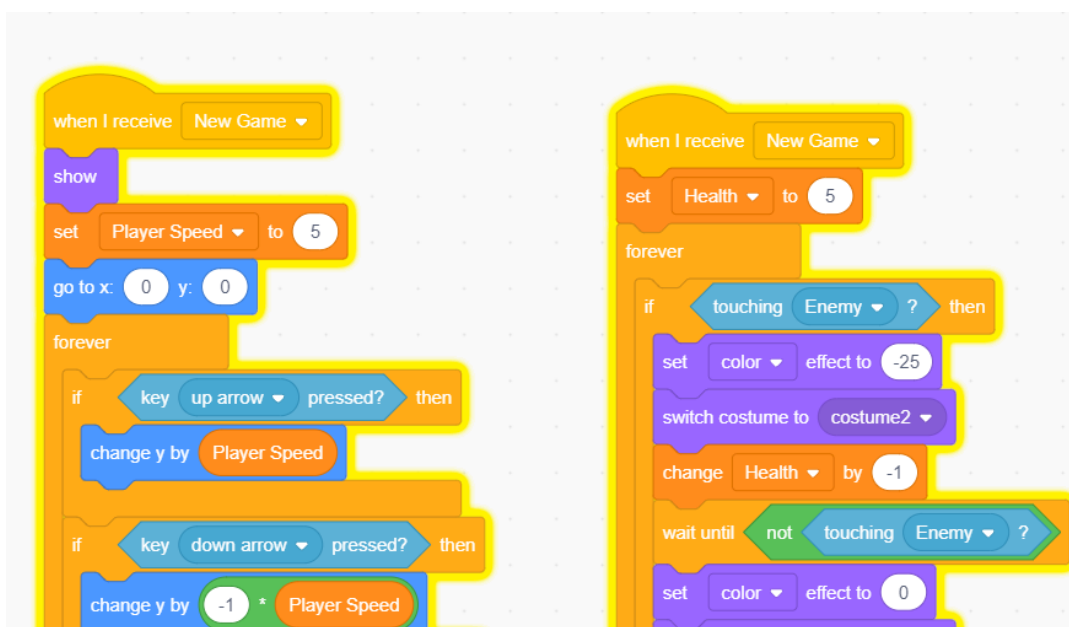 when I receive New Game
show
set Player Speed to 5
go to x: 0 y: 0
forever
if key up arrow pressed? then
change y by Player Speed
if key down arrow pressed? then
change y by -1 * Player Speed
when I receive New Game
set Health to 5
forever
if touching Enemy ? then
set color effect to -25
switch costume to costume2
change Health by -1
wait until not touching Enemy ?
set color effect to 0